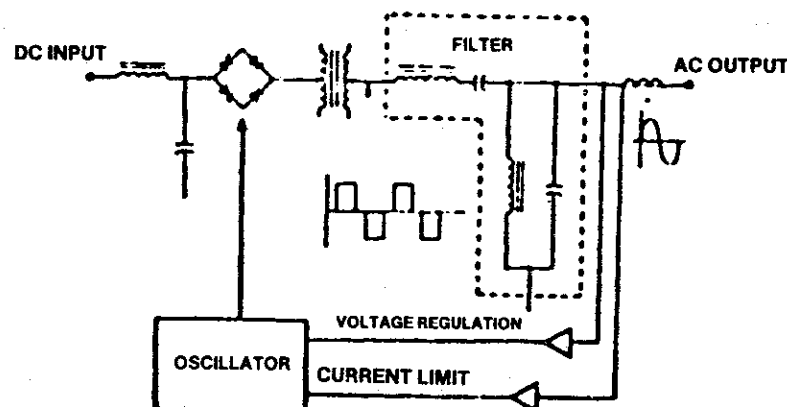 DC INPUT
FILTER
AC OUTPUT
VOLTAGE REGULATION
OSCILLATOR
CURRENT LIMIT